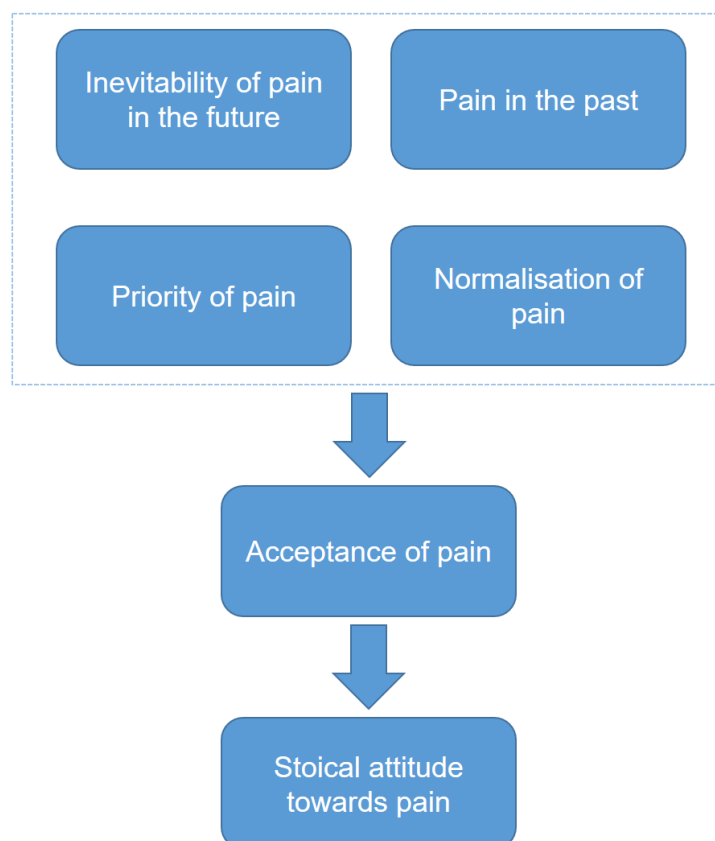 Inevitability of pain
in the future
Pain in the past
Priority of pain
Normalisation of
pain
Acceptance of pain
Stoical attitude
towards pain